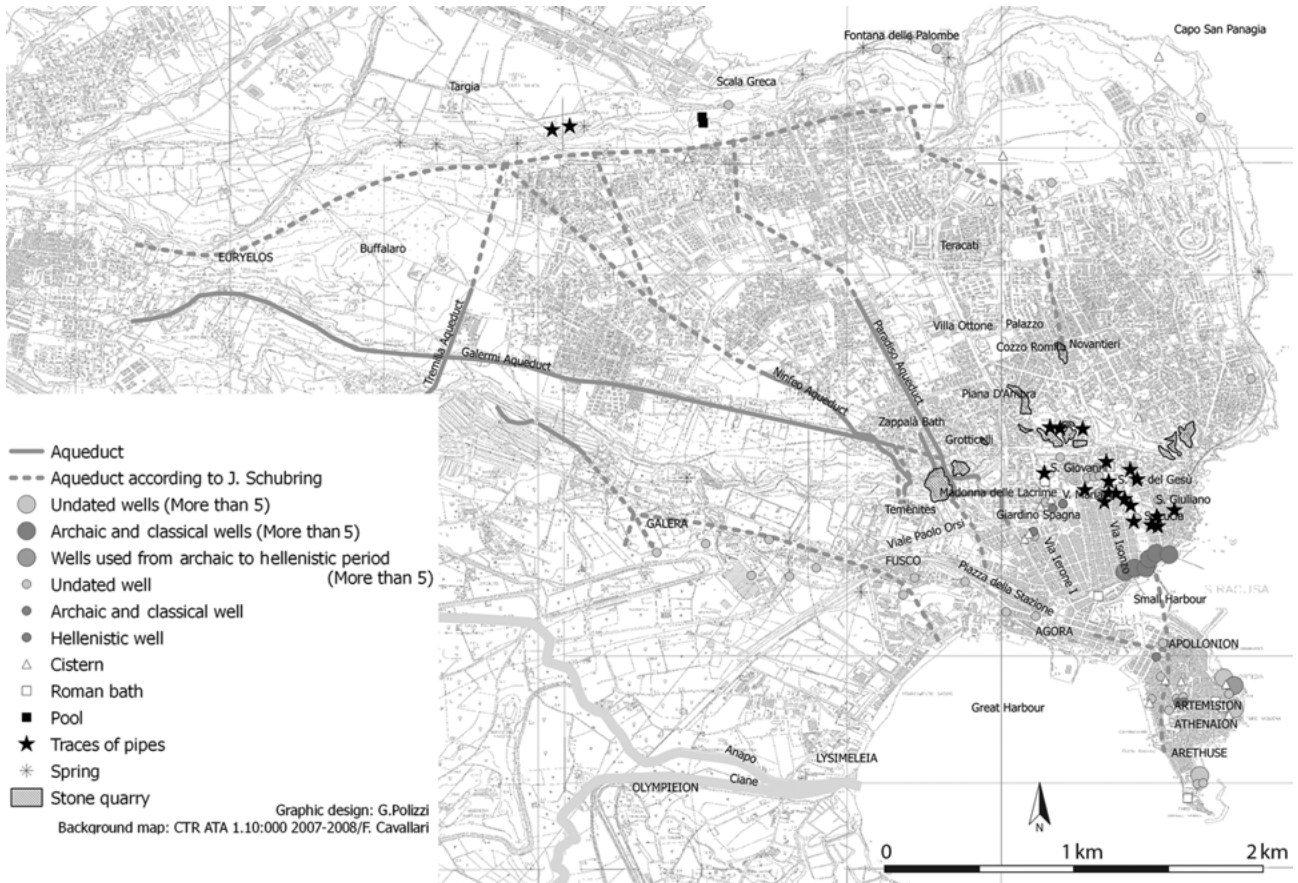 Capo San Panagia
Fontana delle Palombe
Scala Greca
Targia
Teracati
Buffalaro
EURYELOS
Tremilia Aqueduct
Galermi Aqueduct
Ninfeo Aqueduct
Paradiso Aqueduct
Villa Ottone
Palazzo
Cozzo Romito
Novantieri
Piana D'Ambra
Zappalà Bath
Grotticelli
S. Giovanni
del Gesù
Madonna delle Lacrime
S. Giuliano
Temenites
Giardino Spagna
S. Lucia
Viale Paolo Orsi
Via Ierone I
Via Isonzo
GALERA
FUSCO
Piazza della Stazione
Small Harbour
SIRACUSA
AGORA
APOLLONION
ARTEMISION
ATHENAION
Great Harbour
ARETHUSE
Anapo
LYSIMELEIA
Ciane
OLYMPIEION
Aqueduct
Aqueduct according to J. Schubring
Undated wells (More than 5)
Archaic and classical wells (More than 5)
Wells used from archaic to hellenistic period
(More than 5)
Undated well
Archaic and classical well
Hellenistic well
Cistern
Roman bath
Pool
Traces of pipes
Spring
Stone quarry
Graphic design: G.Polizzi
Background map: CTR ATA 1.10:000 2007-2008/F. Cavallari
N
0 1 km 2 km